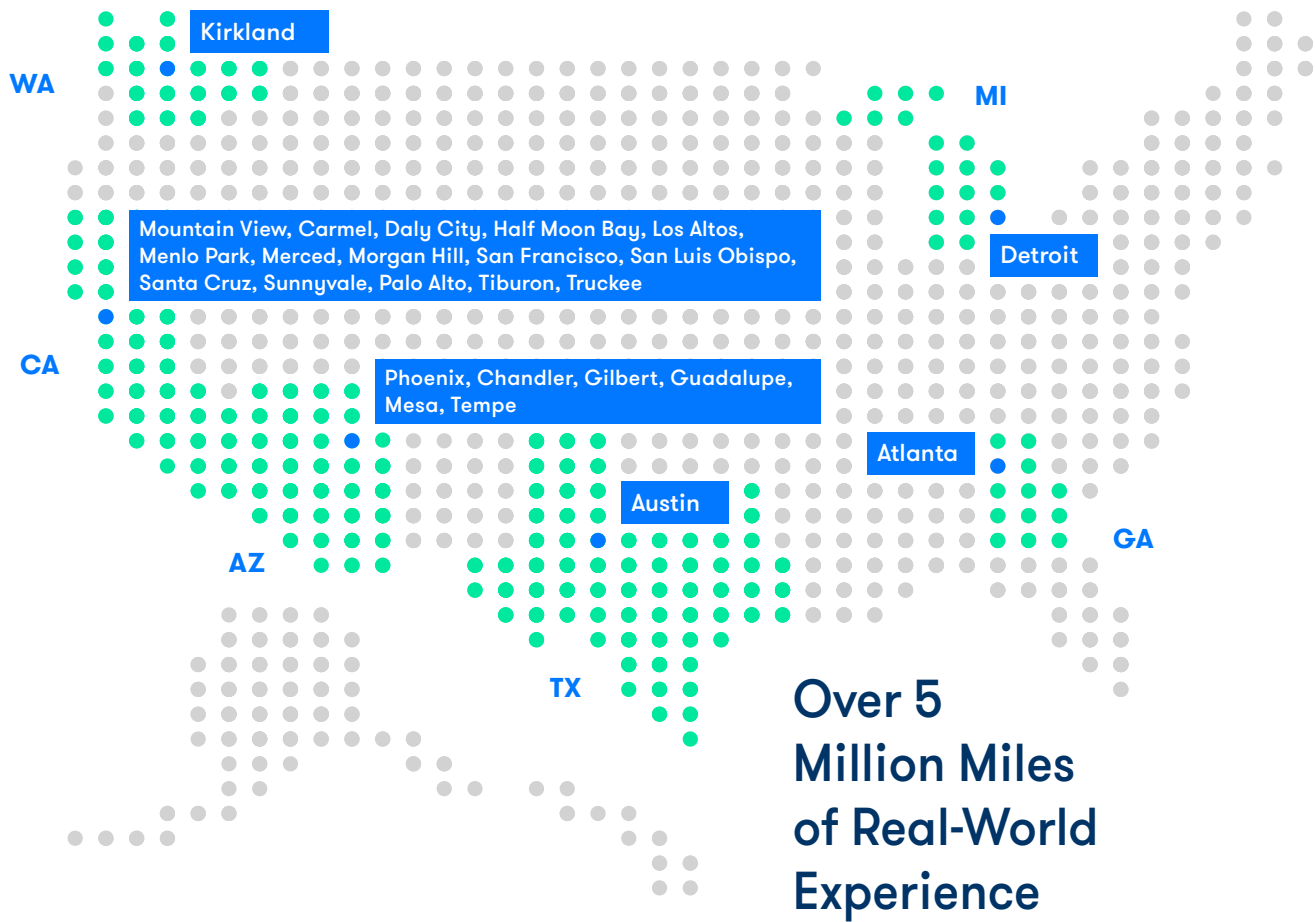 Kirkland
WA
MI
Mountain View, Carmel, Daly City, Half Moon Bay, Los Altos,
Menlo Park, Merced, Morgan Hill, San Francisco, San Luis Obispo,
Santa Cruz, Sunnyvale, Palo Alto, Tiburon, Truckee
Detroit
CA
Phoenix, Chandler, Gilbert, Guadalupe,
Mesa, Tempe
Atlanta
Austin
AZ
GA
TX
Over 5
Million Miles
of Real-World
Experience